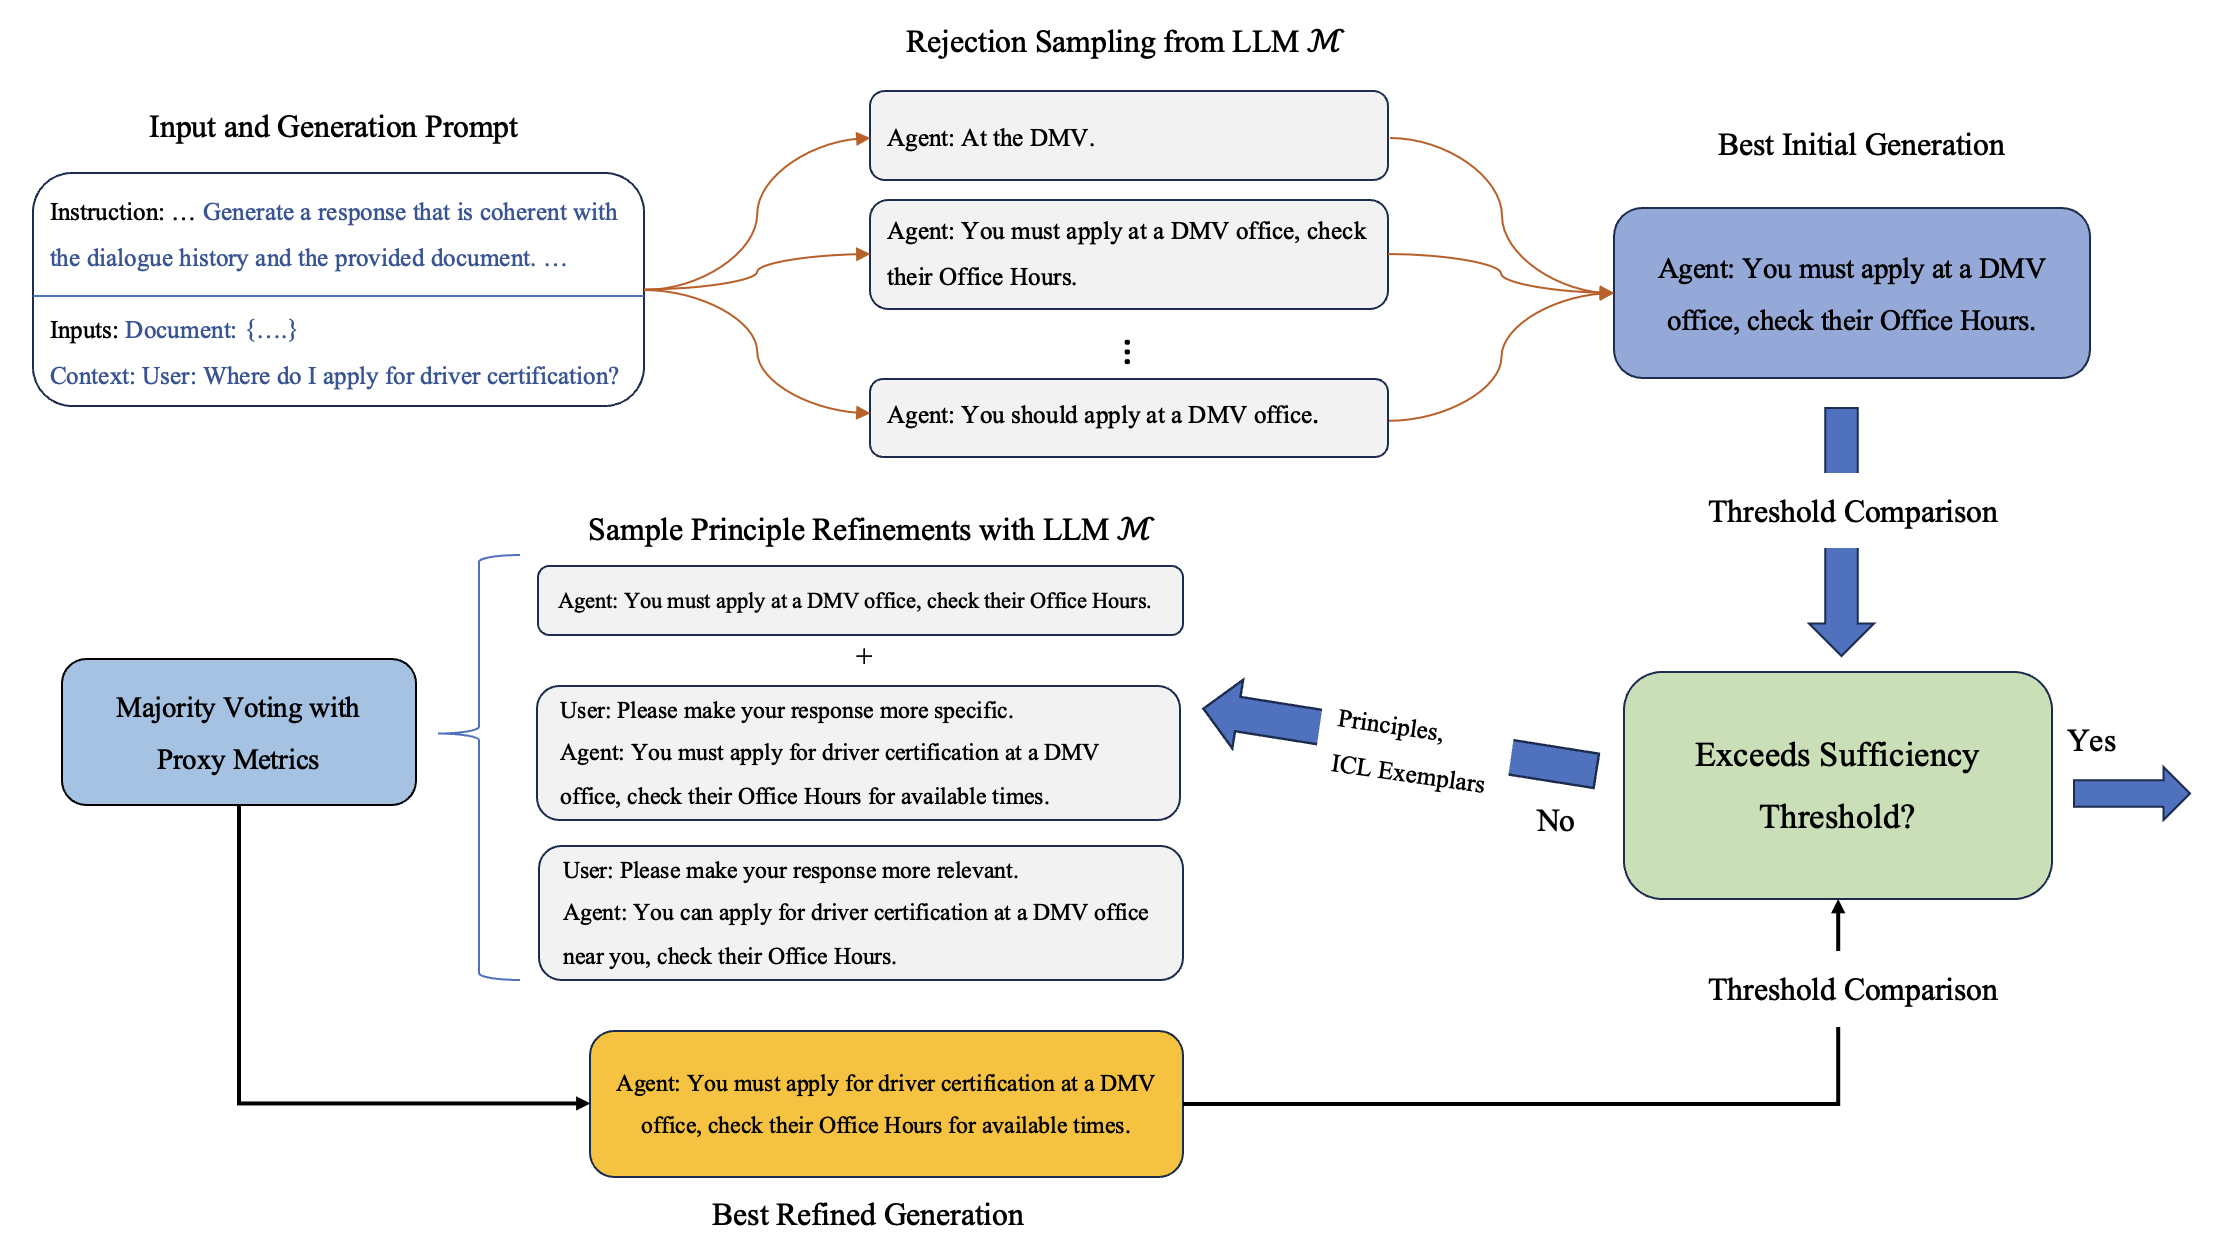 Rejection Sampling from LLM ℳ
Input and Generation Prompt
Instruction: … Generate a response that is coherent with
the dialogue history and the provided document. …
Inputs: Document: {….}
Context: User: Where do I apply for driver certification?
Agent: At the DMV.
Agent: You must apply at a DMV office, check
their Office Hours.
⋮
Agent: You should apply at a DMV office.
Best Initial Generation
Agent: You must apply at a DMV
office, check their Office Hours.
Threshold Comparison
Exceeds Sufficiency
Threshold?
Yes
No
Principles,
ICL Exemplars
Sample Principle Refinements with LLM ℳ
Agent: You must apply at a DMV office, check their Office Hours.
+
User: Please make your response more specific.
Agent: You must apply for driver certification at a DMV
office, check their Office Hours for available times.
User: Please make your response more relevant.
Agent: You can apply for driver certification at a DMV office
near you, check their Office Hours.
Majority Voting with
Proxy Metrics
Agent: You must apply for driver certification at a DMV
office, check their Office Hours for available times.
Best Refined Generation
Threshold Comparison